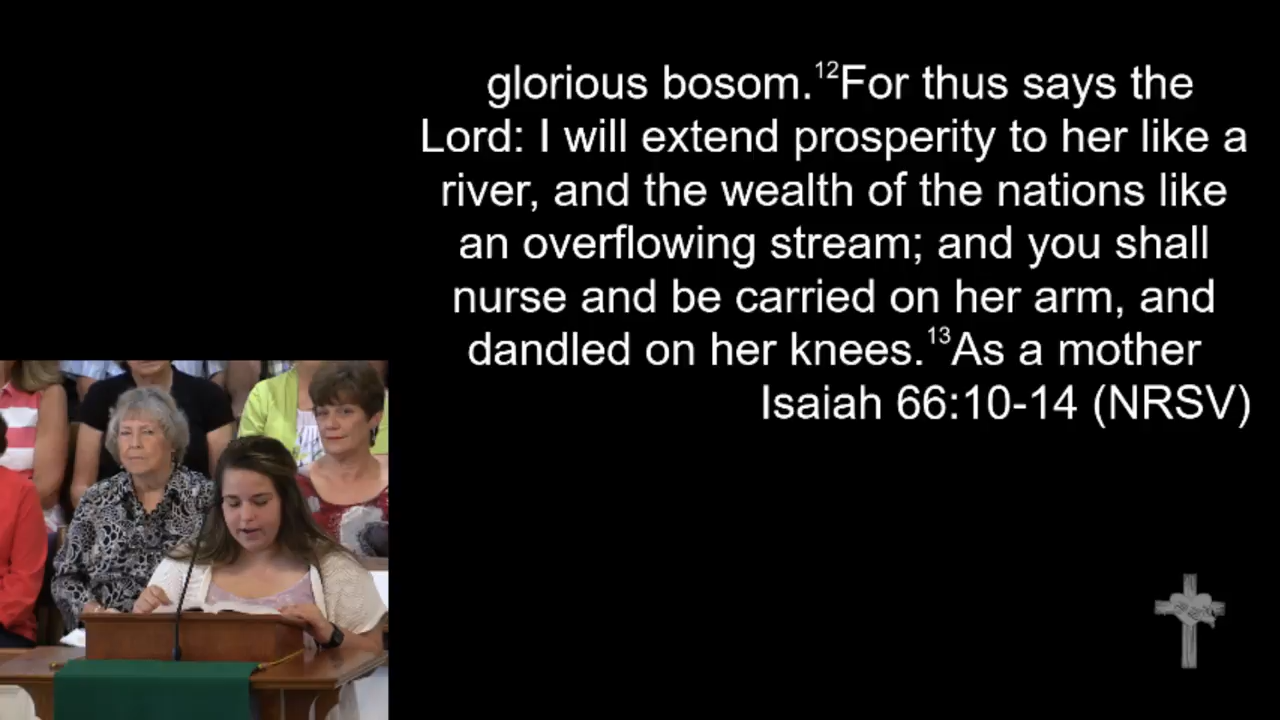 glorious bosom.¹²For thus says the
Lord: I will extend prosperity to her like a
river, and the wealth of the nations like
an overflowing stream; and you shall
nurse and be carried on her arm, and
dandled on her knees.¹³As a mother
Isaiah 66:10-14 (NRSV)